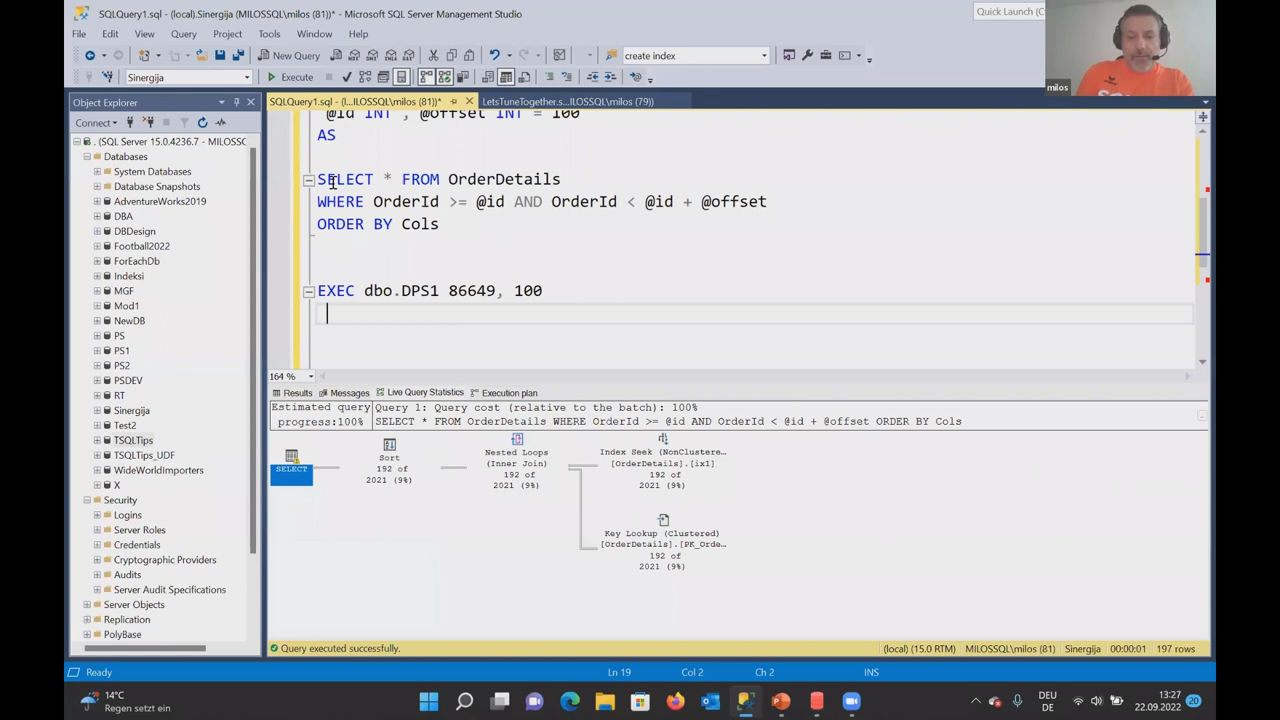 SQLQuery1.sql - (local).Sinergija (MILOSSQL\milos (81))* - Microsoft SQL Server Management Studio
Quick Launch (C
File Edit View Query Project Tools Window Help
New Query
create index
Sinergija
Execute
milos
Object Explorer
SQLQuery1.sql - (l...ILOSSQL\milos (81))*
LetsTuneTogether.s...ILOSSQL\milos (79))
Connect
. (SQL Server 15.0.4236.7 - MILOSSC
Databases
System Databases
Database Snapshots
AdventureWorks2019
DBA
DBDesign
Football2022
ForEachDb
Indeksi
MGF
Mod1
NewDB
PS
PS1
PS2
PSDEV
RT
Sinergija
Test2
TSQLTips
TSQLTips_UDF
WideWorldImporters
X
Security
Logins
Server Roles
Credentials
Cryptographic Providers
Audits
Server Audit Specifications
Server Objects
Replication
PolyBase
@id INT , @offset INT = 100
AS
SELECT * FROM OrderDetails
WHERE OrderId >= @id AND OrderId < @id + @offset
ORDER BY Cols
EXEC dbo.DPS1 86649, 100
164 %
Results Messages Live Query Statistics Execution plan
Estimated query progress:100%
Query 1: Query cost (relative to the batch): 100%
SELECT * FROM OrderDetails WHERE OrderId >= @id AND OrderId < @id + @offset ORDER BY Cols
SELECT
Sort
192 of
2021 (9%)
Nested Loops
(Inner Join)
192 of
2021 (9%)
Index Seek (NonClustere...
[OrderDetails].[ix1]
192 of
2021 (9%)
Key Lookup (Clustered)
[OrderDetails].[PK_Orde...
192 of
2021 (9%)
Query executed successfully.
(local) (15.0 RTM) MILOSSQL\milos (81) Sinergija 00:00:01 197 rows
Ready
Ln 19
Col 2
Ch 2
INS
14°C
Regen setzt ein
DEU
DE
13:27
22.09.2022
20